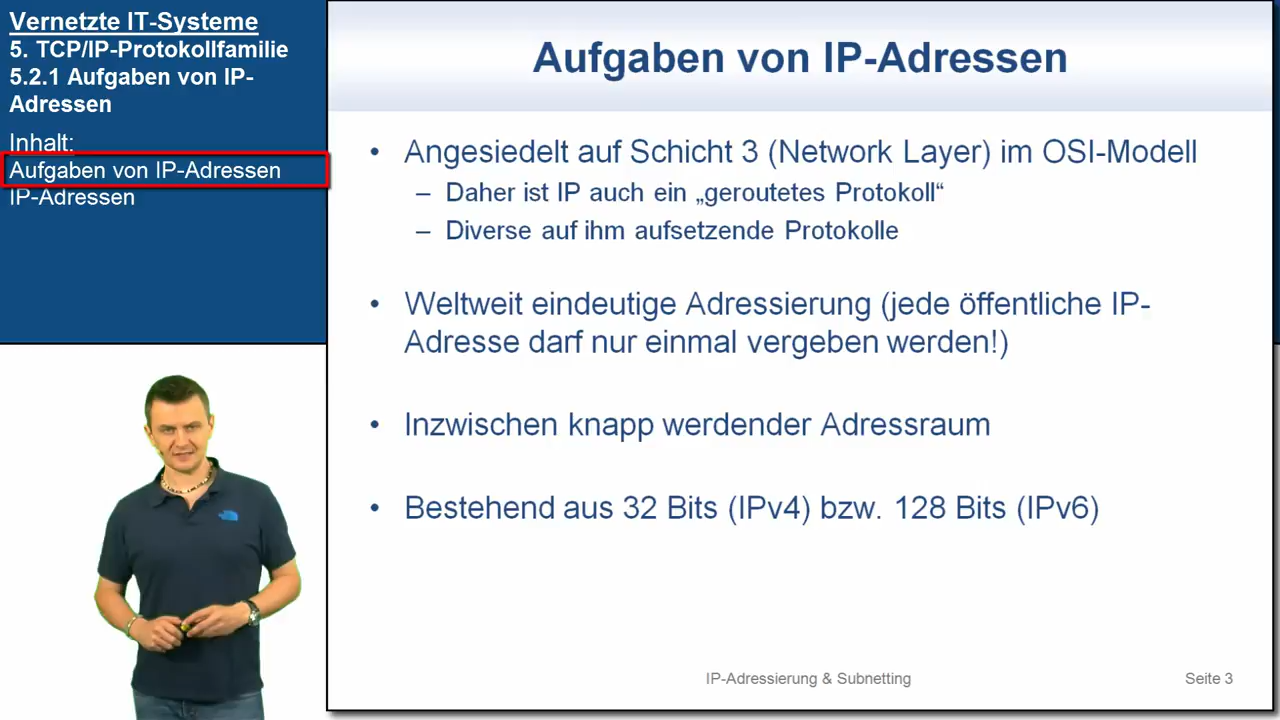 Vernetzte IT-Systeme
5. TCP/IP-Protokollfamilie
5.2.1 Aufgaben von IP-
Adressen
Inhalt:
Aufgaben von IP-Adressen
IP-Adressen
Aufgaben von IP-Adressen
• Angesiedelt auf Schicht 3 (Network Layer) im OSI-Modell
– Daher ist IP auch ein „geroutetes Protokoll“
– Diverse auf ihm aufsetzende Protokolle
• Weltweit eindeutige Adressierung (jede öffentliche IP-
Adresse darf nur einmal vergeben werden!)
• Inzwischen knapp werdender Adressraum
• Bestehend aus 32 Bits (IPv4) bzw. 128 Bits (IPv6)
IP-Adressierung & Subnetting
Seite 3